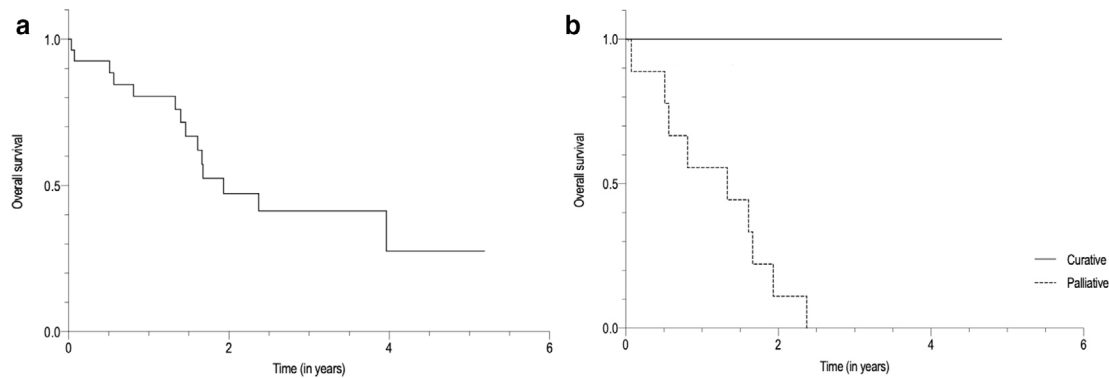 a
1.0
Overall survival
0.5
0.0
0
2
4
6
Time (in years)
b
1.0
Overall survival
0.5
0.0
0
2
4
6
Time (in years)
Curative
Palliative